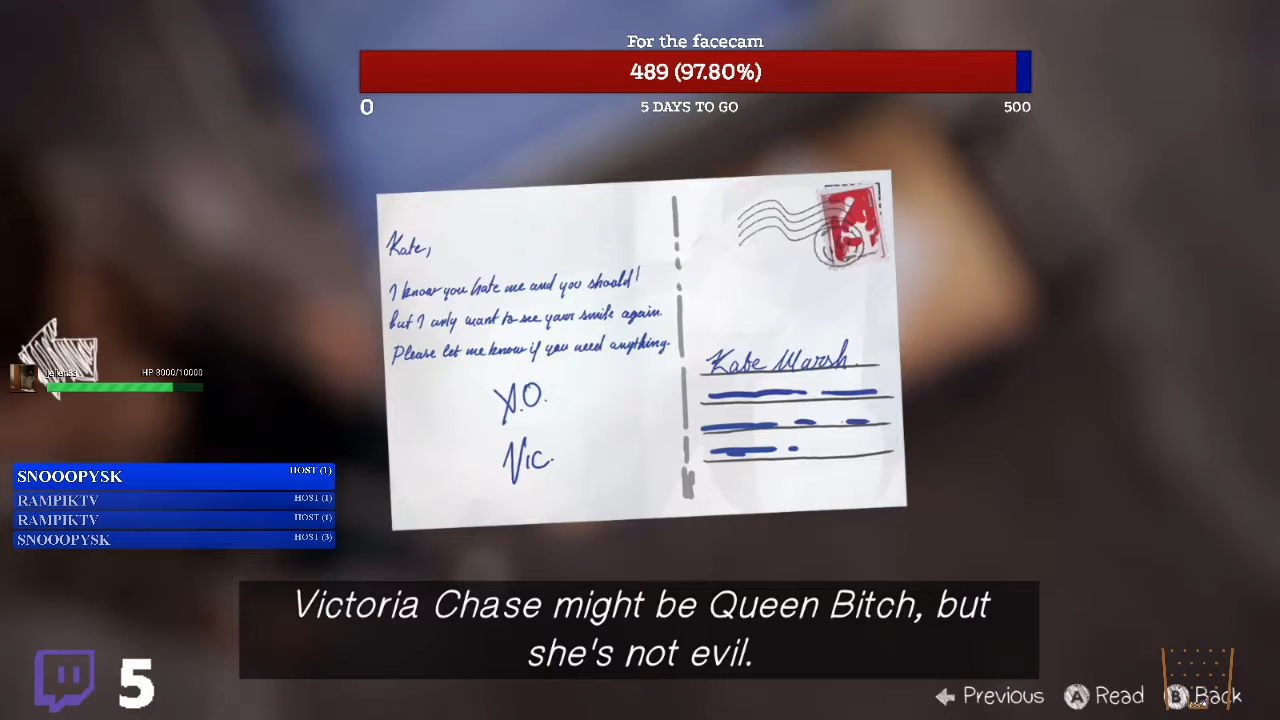 For the facecam
489 (97.80%)
0
5 DAYS TO GO
500
Kate,
I know you hate me and you should!
but I only want to see your smile again.
Please let me know if you need anything.
X.O.
Vic.
Kate Marsh
HP 8000/10000
SNOOOPYSK HOST (1)
RAMPIKTV HOST (1)
RAMPIKTV HOST (1)
SNOOOPYSK HOST (3)
Victoria Chase might be Queen Bitch, but
she's not evil.
5
Previous A Read B Back